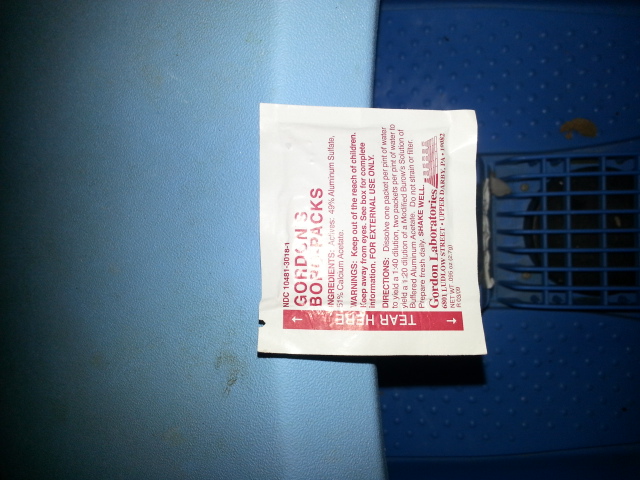 NDC 10481-3016-1
GORDON'S
BORO-PACKS
INGREDIENTS: Actives: 49% Aluminum Sulfate,
51% Calcium Acetate.
WARNINGS: Keep out of the reach of children.
Keep away from eyes. See box for complete
information. FOR EXTERNAL USE ONLY.
DIRECTIONS: Dissolve one packet per pint of water
to yield a 1:40 dilution, two packets per pint of water to
yield a 1:20 dilution of a Modified Burow's Solution of
Buffered Aluminum Acetate. Do not strain or filter.
Prepare fresh daily. SHAKE WELL.
Gordon Laboratories
6801 LUDLOW STREET • UPPER DARBY, PA • 19082
NET WT.
TEAR HERE